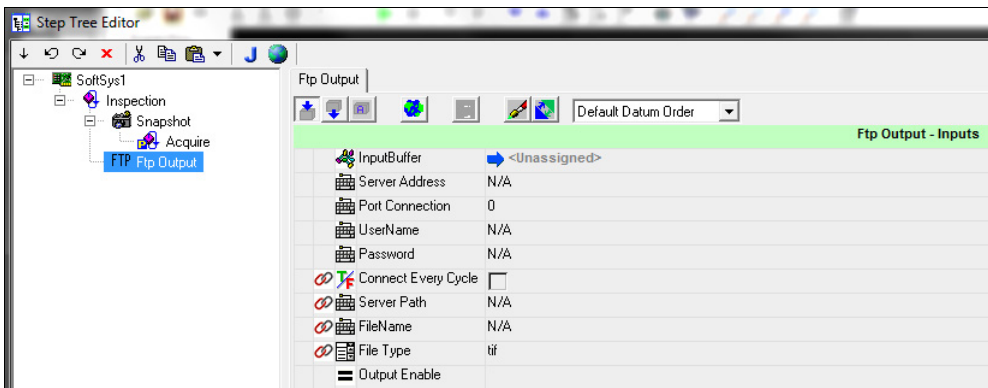 Step Tree Editor
SoftSys1
Inspection
Snapshot
Acquire
FTP Ftp Output
Ftp Output
A
Default Datum Order
Ftp Output - Inputs
InputBuffer <Unassigned>
Server Address N/A
Port Connection 0
UserName N/A
Password N/A
T/F Connect Every Cycle
Server Path N/A
FileName N/A
File Type tif
Output Enable